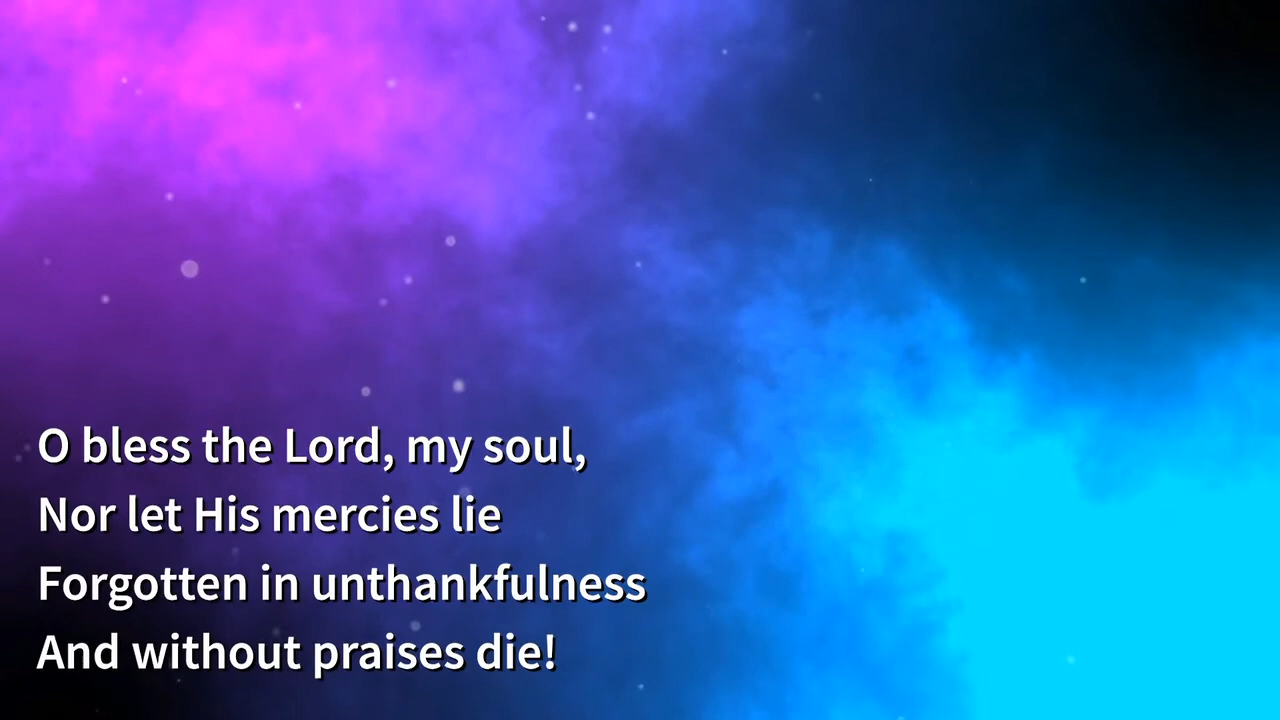 O bless the Lord, my soul,
Nor let His mercies lie
Forgotten in unthankfulness
And without praises die!